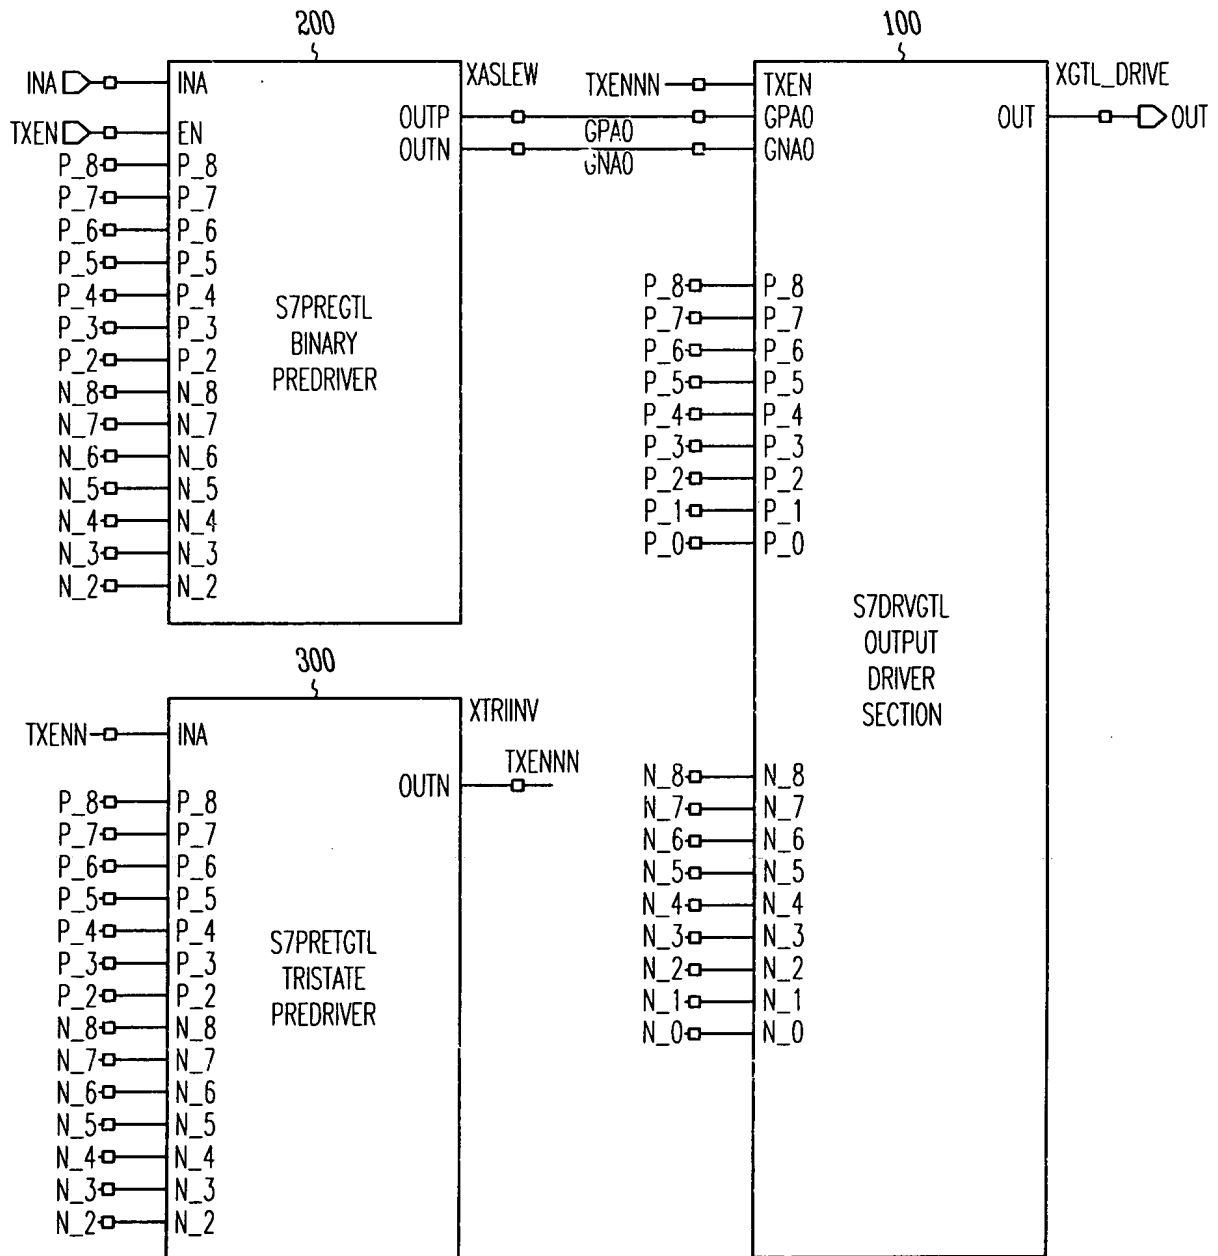 200
INA INA XASLEW
TXEN EN OUTP
OUTN
P_8 P_8
P_7 P_7
P_6 P_6
P_5 P_5
P_4 P_4
P_3 P_3
P_2 P_2
N_8 N_8
N_7 N_7
N_6 N_6
N_5 N_5
N_4 N_4
N_3 N_3
N_2 N_2
S7PREGTL
BINARY
PREDRIVER
GPA0
GNA0
100
TXENNN TXEN XGTL_DRIVE
GPA0 OUT OUT
GNA0
P_8 P_8
P_7 P_7
P_6 P_6
P_5 P_5
P_4 P_4
P_3 P_3
P_2 P_2
P_1 P_1
P_0 P_0
S7DRVGTL
OUTPUT
DRIVER
SECTION
N_8 N_8
N_7 N_7
N_6 N_6
N_5 N_5
N_4 N_4
N_3 N_3
N_2 N_2
N_1 N_1
N_0 N_0
300
TXENN INA XTRIINV
OUTN TXENNN
P_8 P_8
P_7 P_7
P_6 P_6
P_5 P_5
P_4 P_4
P_3 P_3
P_2 P_2
N_8 N_8
N_7 N_7
N_6 N_6
N_5 N_5
N_4 N_4
N_3 N_3
N_2 N_2
S7PRETGTL
TRISTATE
PREDRIVER